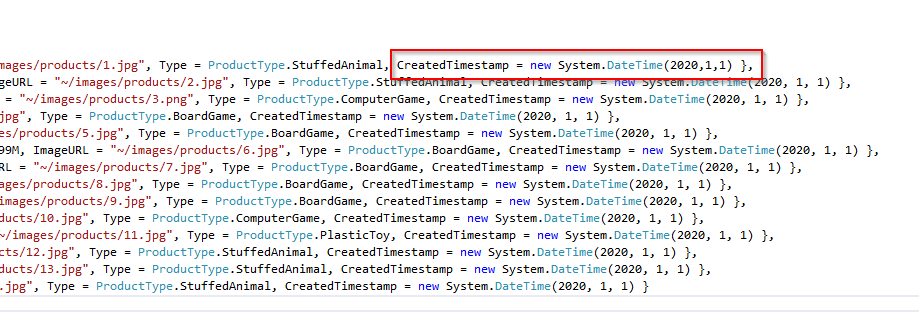 mages/products/1.jpg", Type = ProductType.StuffedAnimal, CreatedTimestamp = new System.DateTime(2020,1,1) },
geURL = "~/images/products/2.jpg", Type = ProductType.StuffedAnimal, CreatedTimestamp = new System.DateTime(2020, 1, 1) },
= "~/images/products/3.png", Type = ProductType.ComputerGame, CreatedTimestamp = new System.DateTime(2020, 1, 1) },
jpg", Type = ProductType.BoardGame, CreatedTimestamp = new System.DateTime(2020, 1, 1) },
es/products/5.jpg", Type = ProductType.BoardGame, CreatedTimestamp = new System.DateTime(2020, 1, 1) },
99M, ImageURL = "~/images/products/6.jpg", Type = ProductType.BoardGame, CreatedTimestamp = new System.DateTime(2020, 1, 1) },
RL = "~/images/products/7.jpg", Type = ProductType.BoardGame, CreatedTimestamp = new System.DateTime(2020, 1, 1) },
mages/products/8.jpg", Type = ProductType.BoardGame, CreatedTimestamp = new System.DateTime(2020, 1, 1) },
images/products/9.jpg", Type = ProductType.BoardGame, CreatedTimestamp = new System.DateTime(2020, 1, 1) },
ducts/10.jpg", Type = ProductType.ComputerGame, CreatedTimestamp = new System.DateTime(2020, 1, 1) },
~/images/products/11.jpg", Type = ProductType.PlasticToy, CreatedTimestamp = new System.DateTime(2020, 1, 1) },
cts/12.jpg", Type = ProductType.StuffedAnimal, CreatedTimestamp = new System.DateTime(2020, 1, 1) },
ducts/13.jpg", Type = ProductType.StuffedAnimal, CreatedTimestamp = new System.DateTime(2020, 1, 1) },
.jpg", Type = ProductType.StuffedAnimal, CreatedTimestamp = new System.DateTime(2020, 1, 1) }